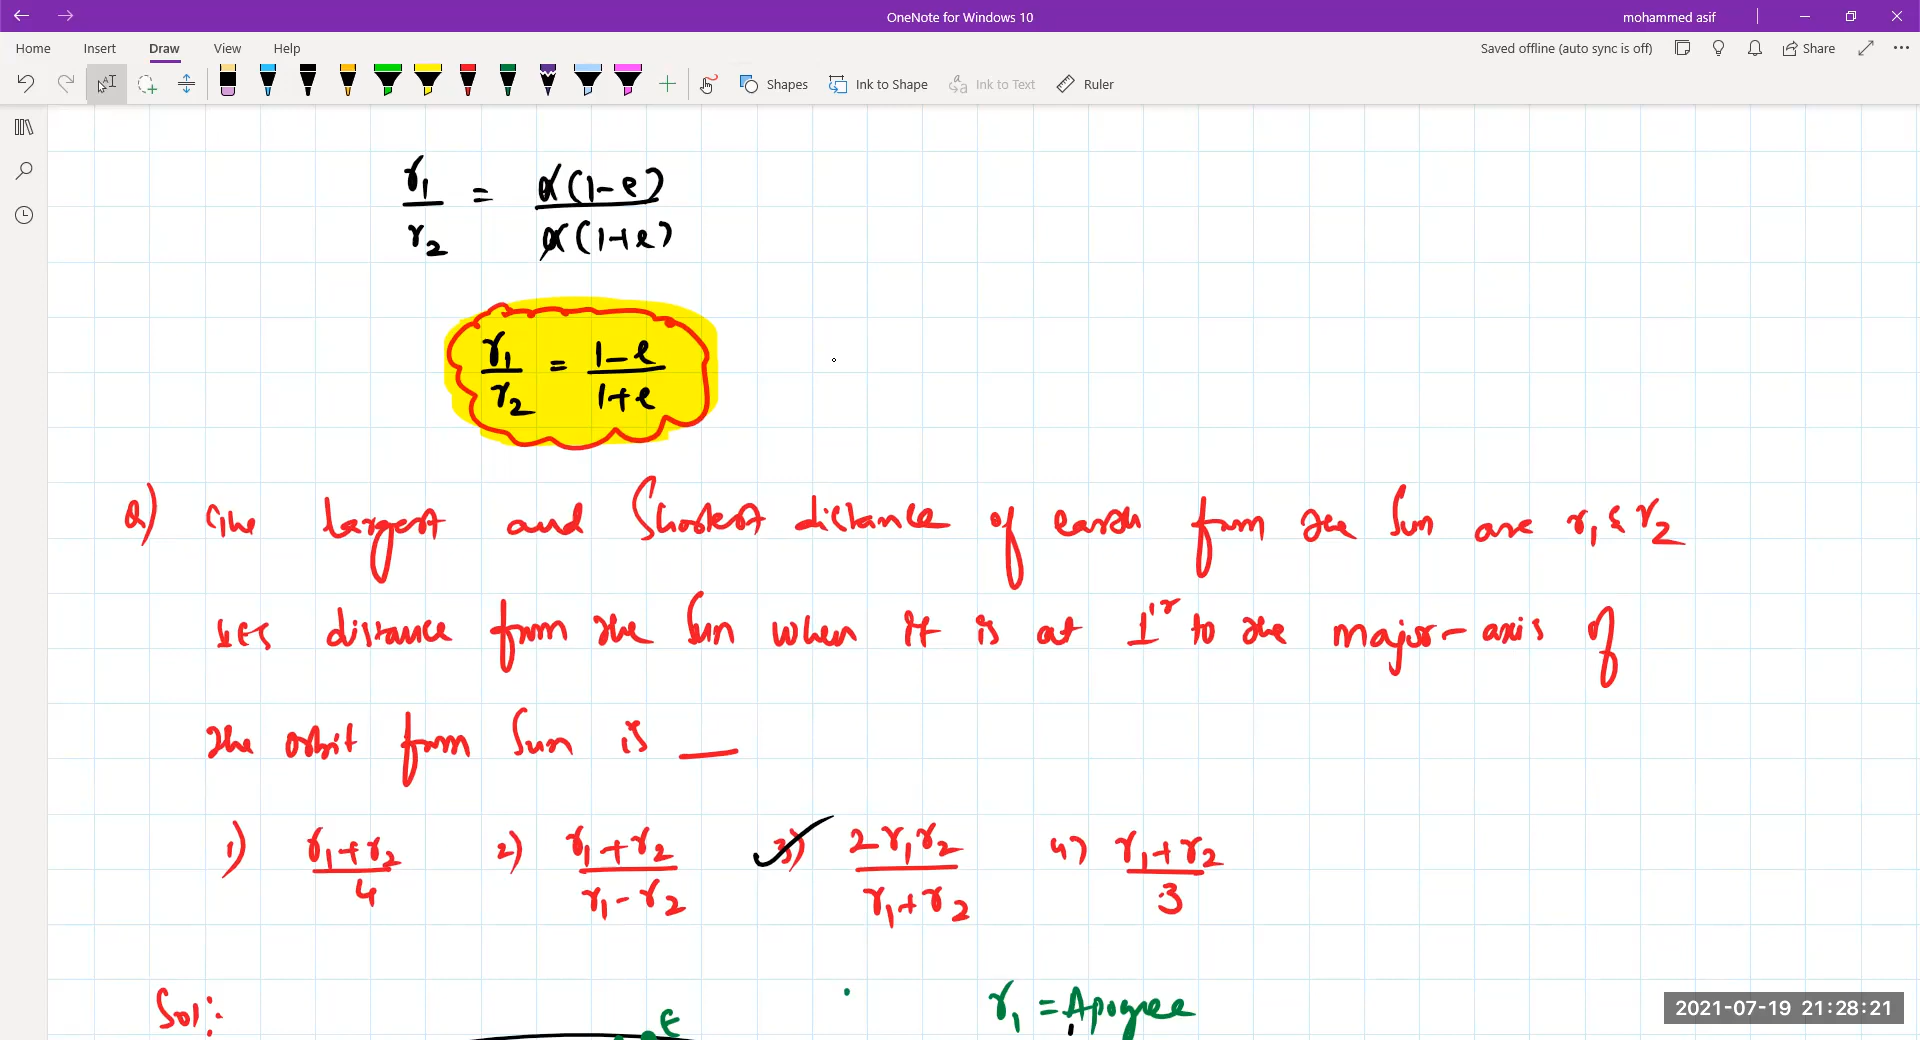 OneNote for Windows 10
mohammed asif
Home Insert Draw View Help
Saved offline (auto sync is off) Share
Shapes Ink to Shape Ink to Text Ruler
r₁/r₂ = a(1-e)/a(1+e)
r₁/r₂ = 1-e/1+e
Q) The largest and Shortest distance of earth from the Sun are r₁ & r₂
its distance from the Sun when it is at ⊥ʳ to the major-axis of
the orbit from Sun is __
1) r₁+r₂/4 2) r₁+r₂/r₁-r₂ 3) 2r₁r₂/r₁+r₂ 4) r₁+r₂/3
Sol:
r₁ = Apogee
E
2021-07-19 21:28:21